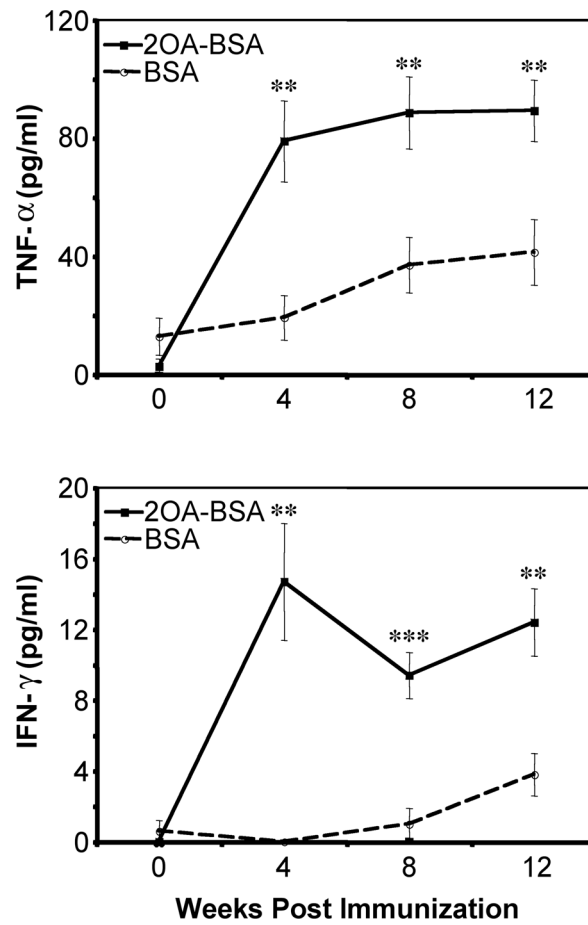 120
2OA-BSA
BSA
**
**
**
80
40
0
TNF-α (pg/ml)
0 4 8 12
20
2OA-BSA
BSA
**
***
**
16
12
8
4
0
IFN-γ (pg/ml)
0 4 8 12
Weeks Post Immunization